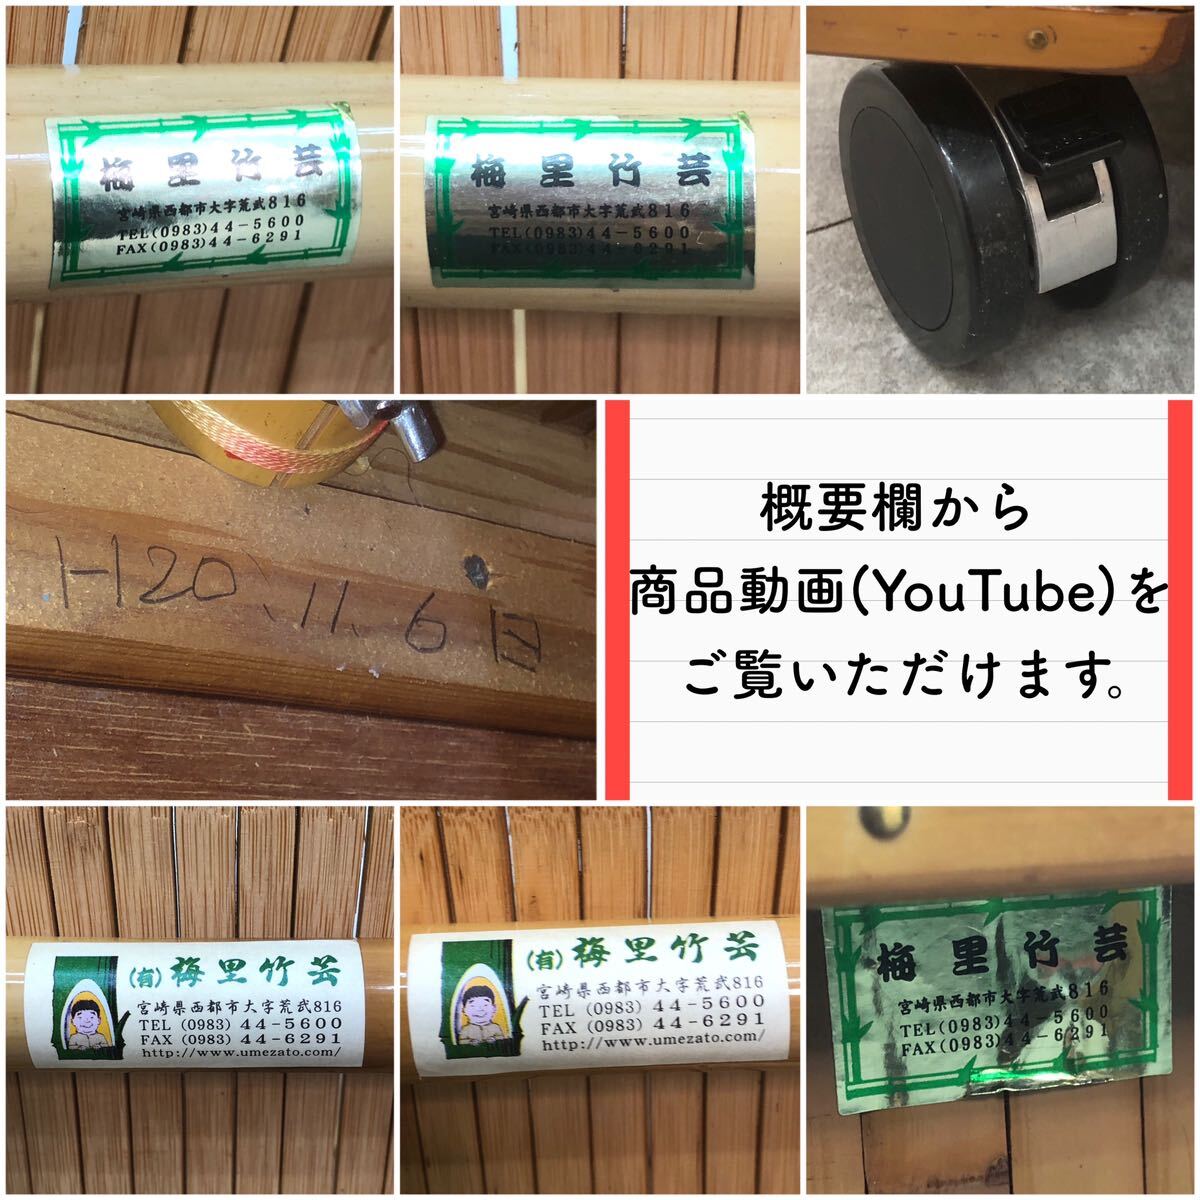 梅里竹芸
宮崎県西都市大字荒武816
TEL(0983)44-5600
FAX(0983)44-6291
梅里竹芸
宮崎県西都市大字荒武816
TEL(0983)44-5600
FAX(0983)44-6291
H20、11、6日
概要欄から
商品動画(YouTube)を
ご覧いただけます。
(有)梅里竹芸
宮崎県西都市大字荒武816
TEL (0983) 44-5600
FAX (0983) 44-6291
http://www.umezato.com/
(有)梅里竹芸
宮崎県西都市大字荒武816
TEL (0983) 44-5600
FAX (0983) 44-6291
http://www.umezato.com/
梅里竹芸
宮崎県西都市大字荒武816
TEL(0983)44-5600
FAX(0983)44-6291